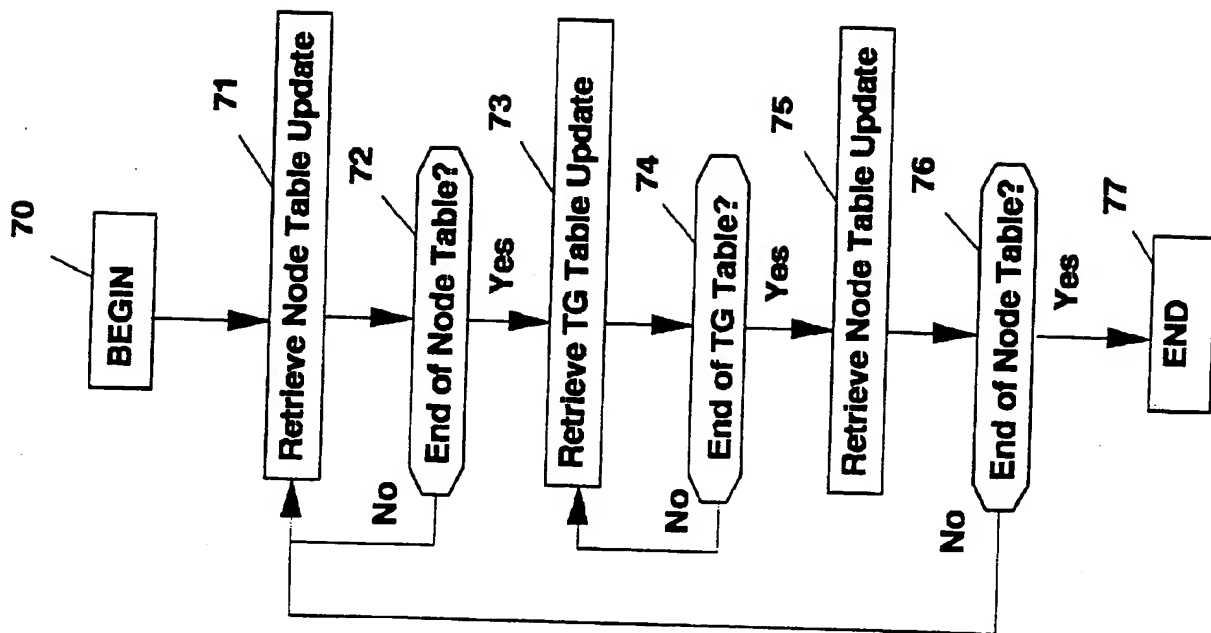 70
BEGIN
71
Retrieve Node Table Update
72
End of Node Table?
No
Yes
73
Retrieve TG Table Update
74
End of TG Table?
No
Yes
75
Retrieve Node Table Update
76
End of Node Table?
No
Yes
77
END